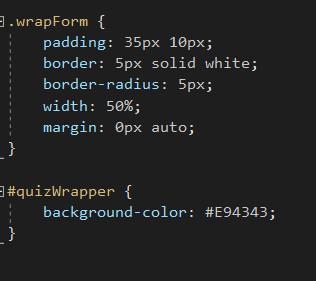 .wrapForm {
    padding: 35px 10px;
    border: 5px solid white;
    border-radius: 5px;
    width: 50%;
    margin: 0px auto;
}

#quizWrapper {
    background-color: #E94343;
}